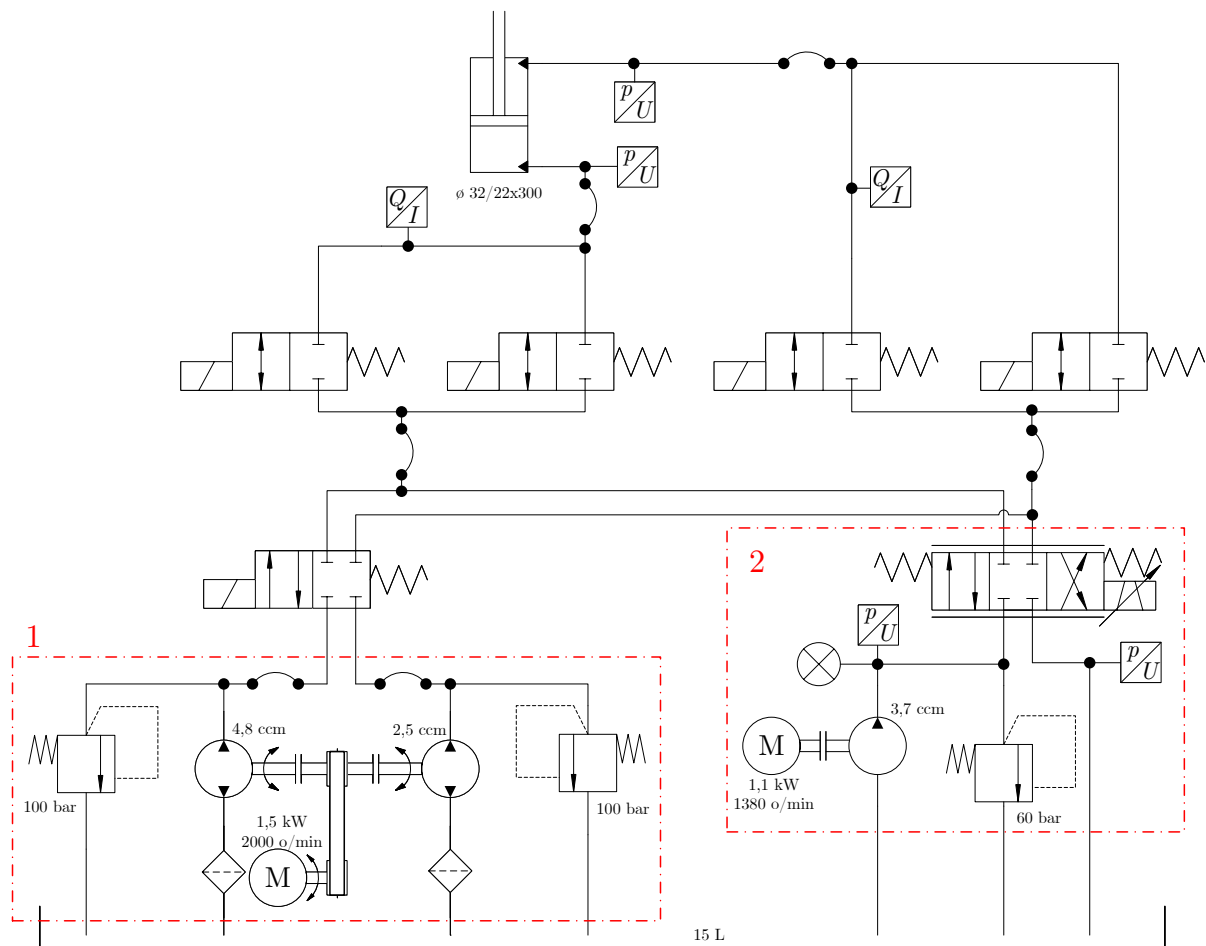 p/U
p/U
ø 32/22x300
Q/I
Q/I
2
1
p/U
p/U
4,8 ccm
2,5 ccm
3,7 ccm
M
1,1 kW
1380 o/min
100 bar
100 bar
60 bar
1,5 kW
2000 o/min
M
15 L